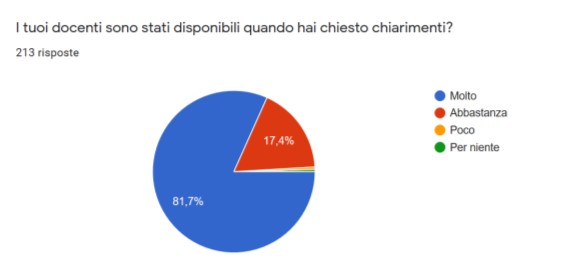 I tuoi docenti sono stati disponibili quando hai chiesto chiarimenti?
213 risposte
Molto
Abbastanza
Poco
Per niente
17,4%
81,7%